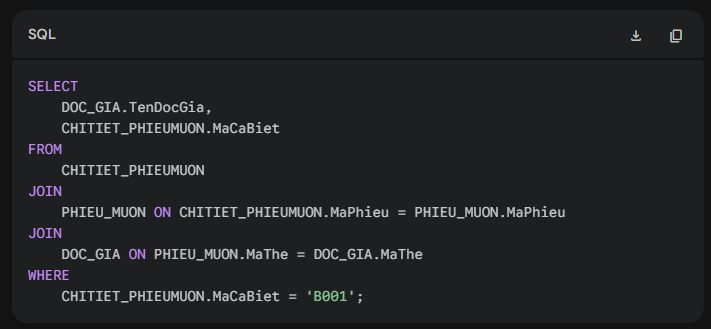 SQL
SELECT
    DOC_GIA.TenDocGia,
    CHITIET_PHIEUMUON.MaCaBiet
FROM
    CHITIET_PHIEUMUON
JOIN
    PHIEU_MUON ON CHITIET_PHIEUMUON.MaPhieu = PHIEU_MUON.MaPhieu
JOIN
    DOC_GIA ON PHIEU_MUON.MaThe = DOC_GIA.MaThe
WHERE
    CHITIET_PHIEUMUON.MaCaBiet = 'B001';